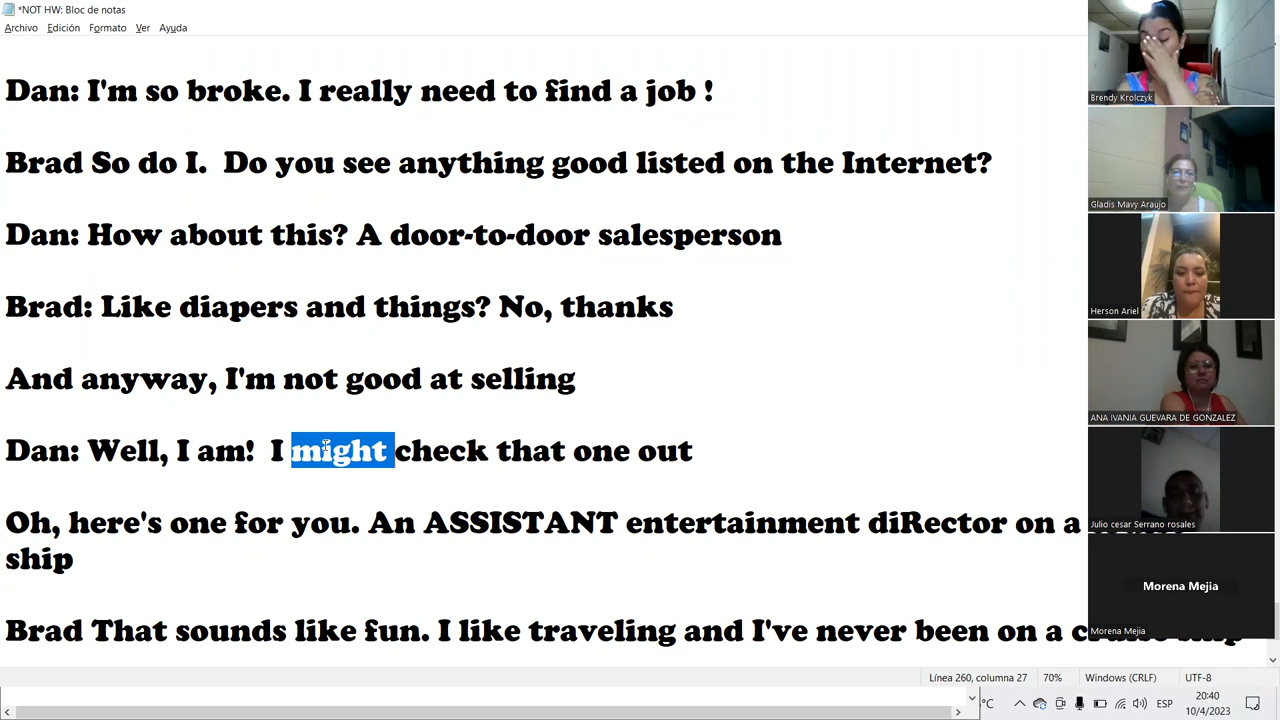 *NOT HW: Bloc de notas
Archivo Edición Formato Ver Ayuda
Dan: I'm so broke. I really need to find a job !
Brad So do I. Do you see anything good listed on the Internet?
Dan: How about this? A door-to-door salesperson
Brad: Like diapers and things? No, thanks
And anyway, I'm not good at selling
Dan: Well, I am! I might check that one out
Oh, here's one for you. An ASSISTANT entertainment diRector on a
ship
Brad That sounds like fun. I like traveling and I've never been on a cruise ship
Brendy Krolczyk
Gladis Mavy Araujo
Herson Ariel
ANA IVANIA GUEVARA DE GONZALEZ
Julio cesar Serrano rosales
Morena Mejia
Morena Mejia
Línea 260, columna 27 70% Windows (CRLF) UTF-8
°C ESP 20:40
10/4/2023